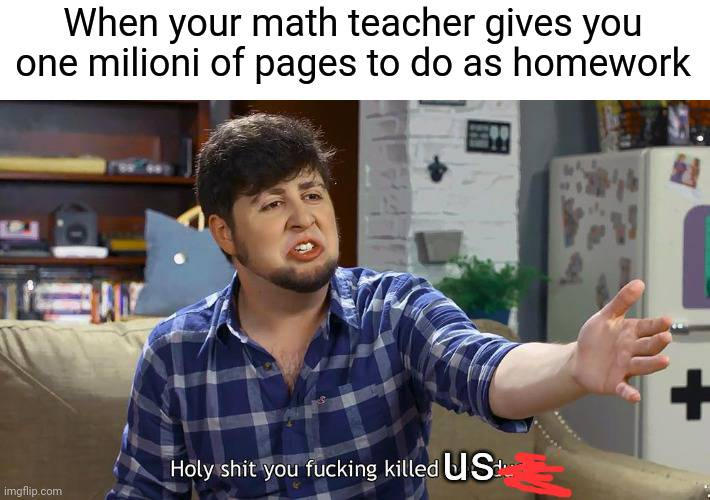 When your math teacher gives you
one milioni of pages to do as homework
Holy shit you fucking killed us
imgflip.com